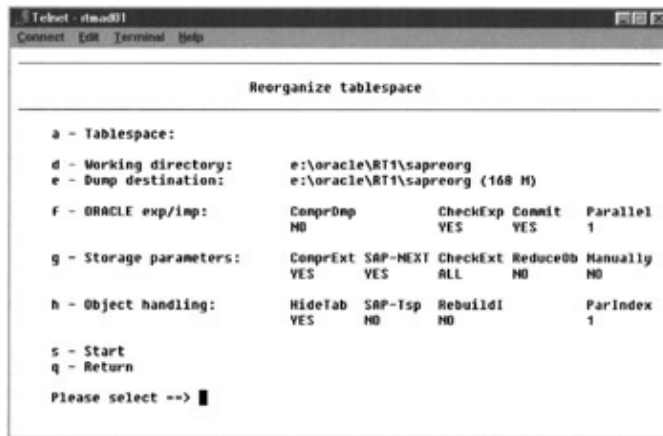 Telnet - rtmad01
Connect Edit Terminal Help
Reorganize tablespace
a - Tablespace:
d - Working directory: e:\oracle\RT1\sapreorg
e - Dump destination: e:\oracle\RT1\sapreorg (168 M)
f - ORACLE exp/imp: ComprDmp CheckExp Commit Parallel
NO YES YES 1
g - Storage parameters: ComprExt SAP-NEXT CheckExt ReduceOb Manually
YES YES ALL NO NO
h - Object handling: HideTab SAP-Tsp RebuildI ParIndex
YES NO NO 1
s - Start
q - Return
Please select -->